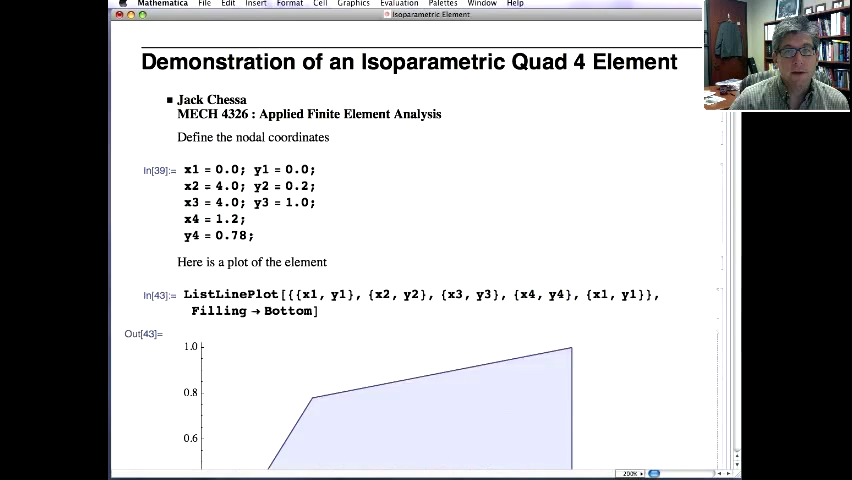 Mathematica File Edit Insert Format Cell Graphics Evaluation Palettes Window Help
Isoparametric Element
Demonstration of an Isoparametric Quad 4 Element
Jack Chessa
MECH 4326 : Applied Finite Element Analysis
Define the nodal coordinates
In[39]:= x1 = 0.0; y1 = 0.0;
x2 = 4.0; y2 = 0.2;
x3 = 4.0; y3 = 1.0;
x4 = 1.2;
y4 = 0.78;
Here is a plot of the element
In[43]:= ListLinePlot[{{x1, y1}, {x2, y2}, {x3, y3}, {x4, y4}, {x1, y1}},
Filling → Bottom]
Out[43]=
1.0
0.8
0.6
200%